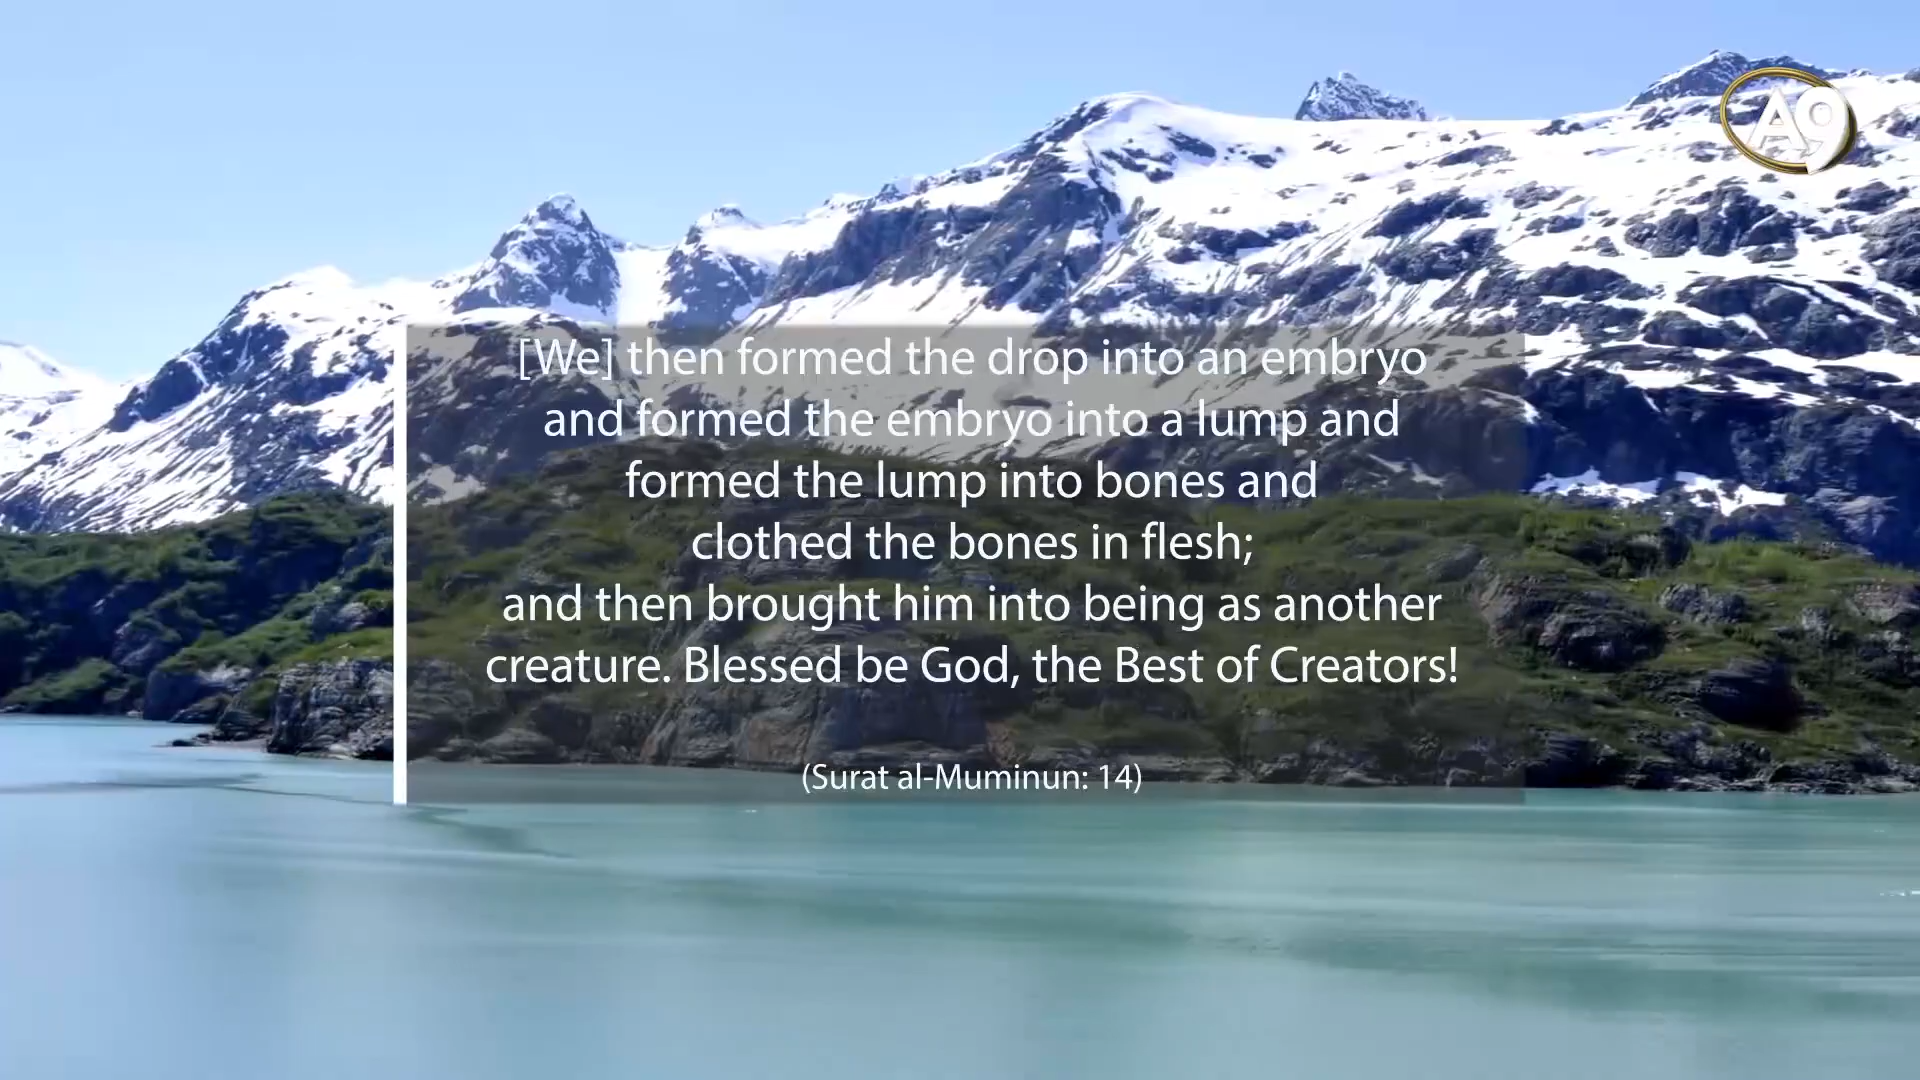 A9
[We] then formed the drop into an embryo
and formed the embryo into a lump and
formed the lump into bones and
clothed the bones in flesh;
and then brought him into being as another
creature. Blessed be God, the Best of Creators!
(Surat al-Muminun: 14)